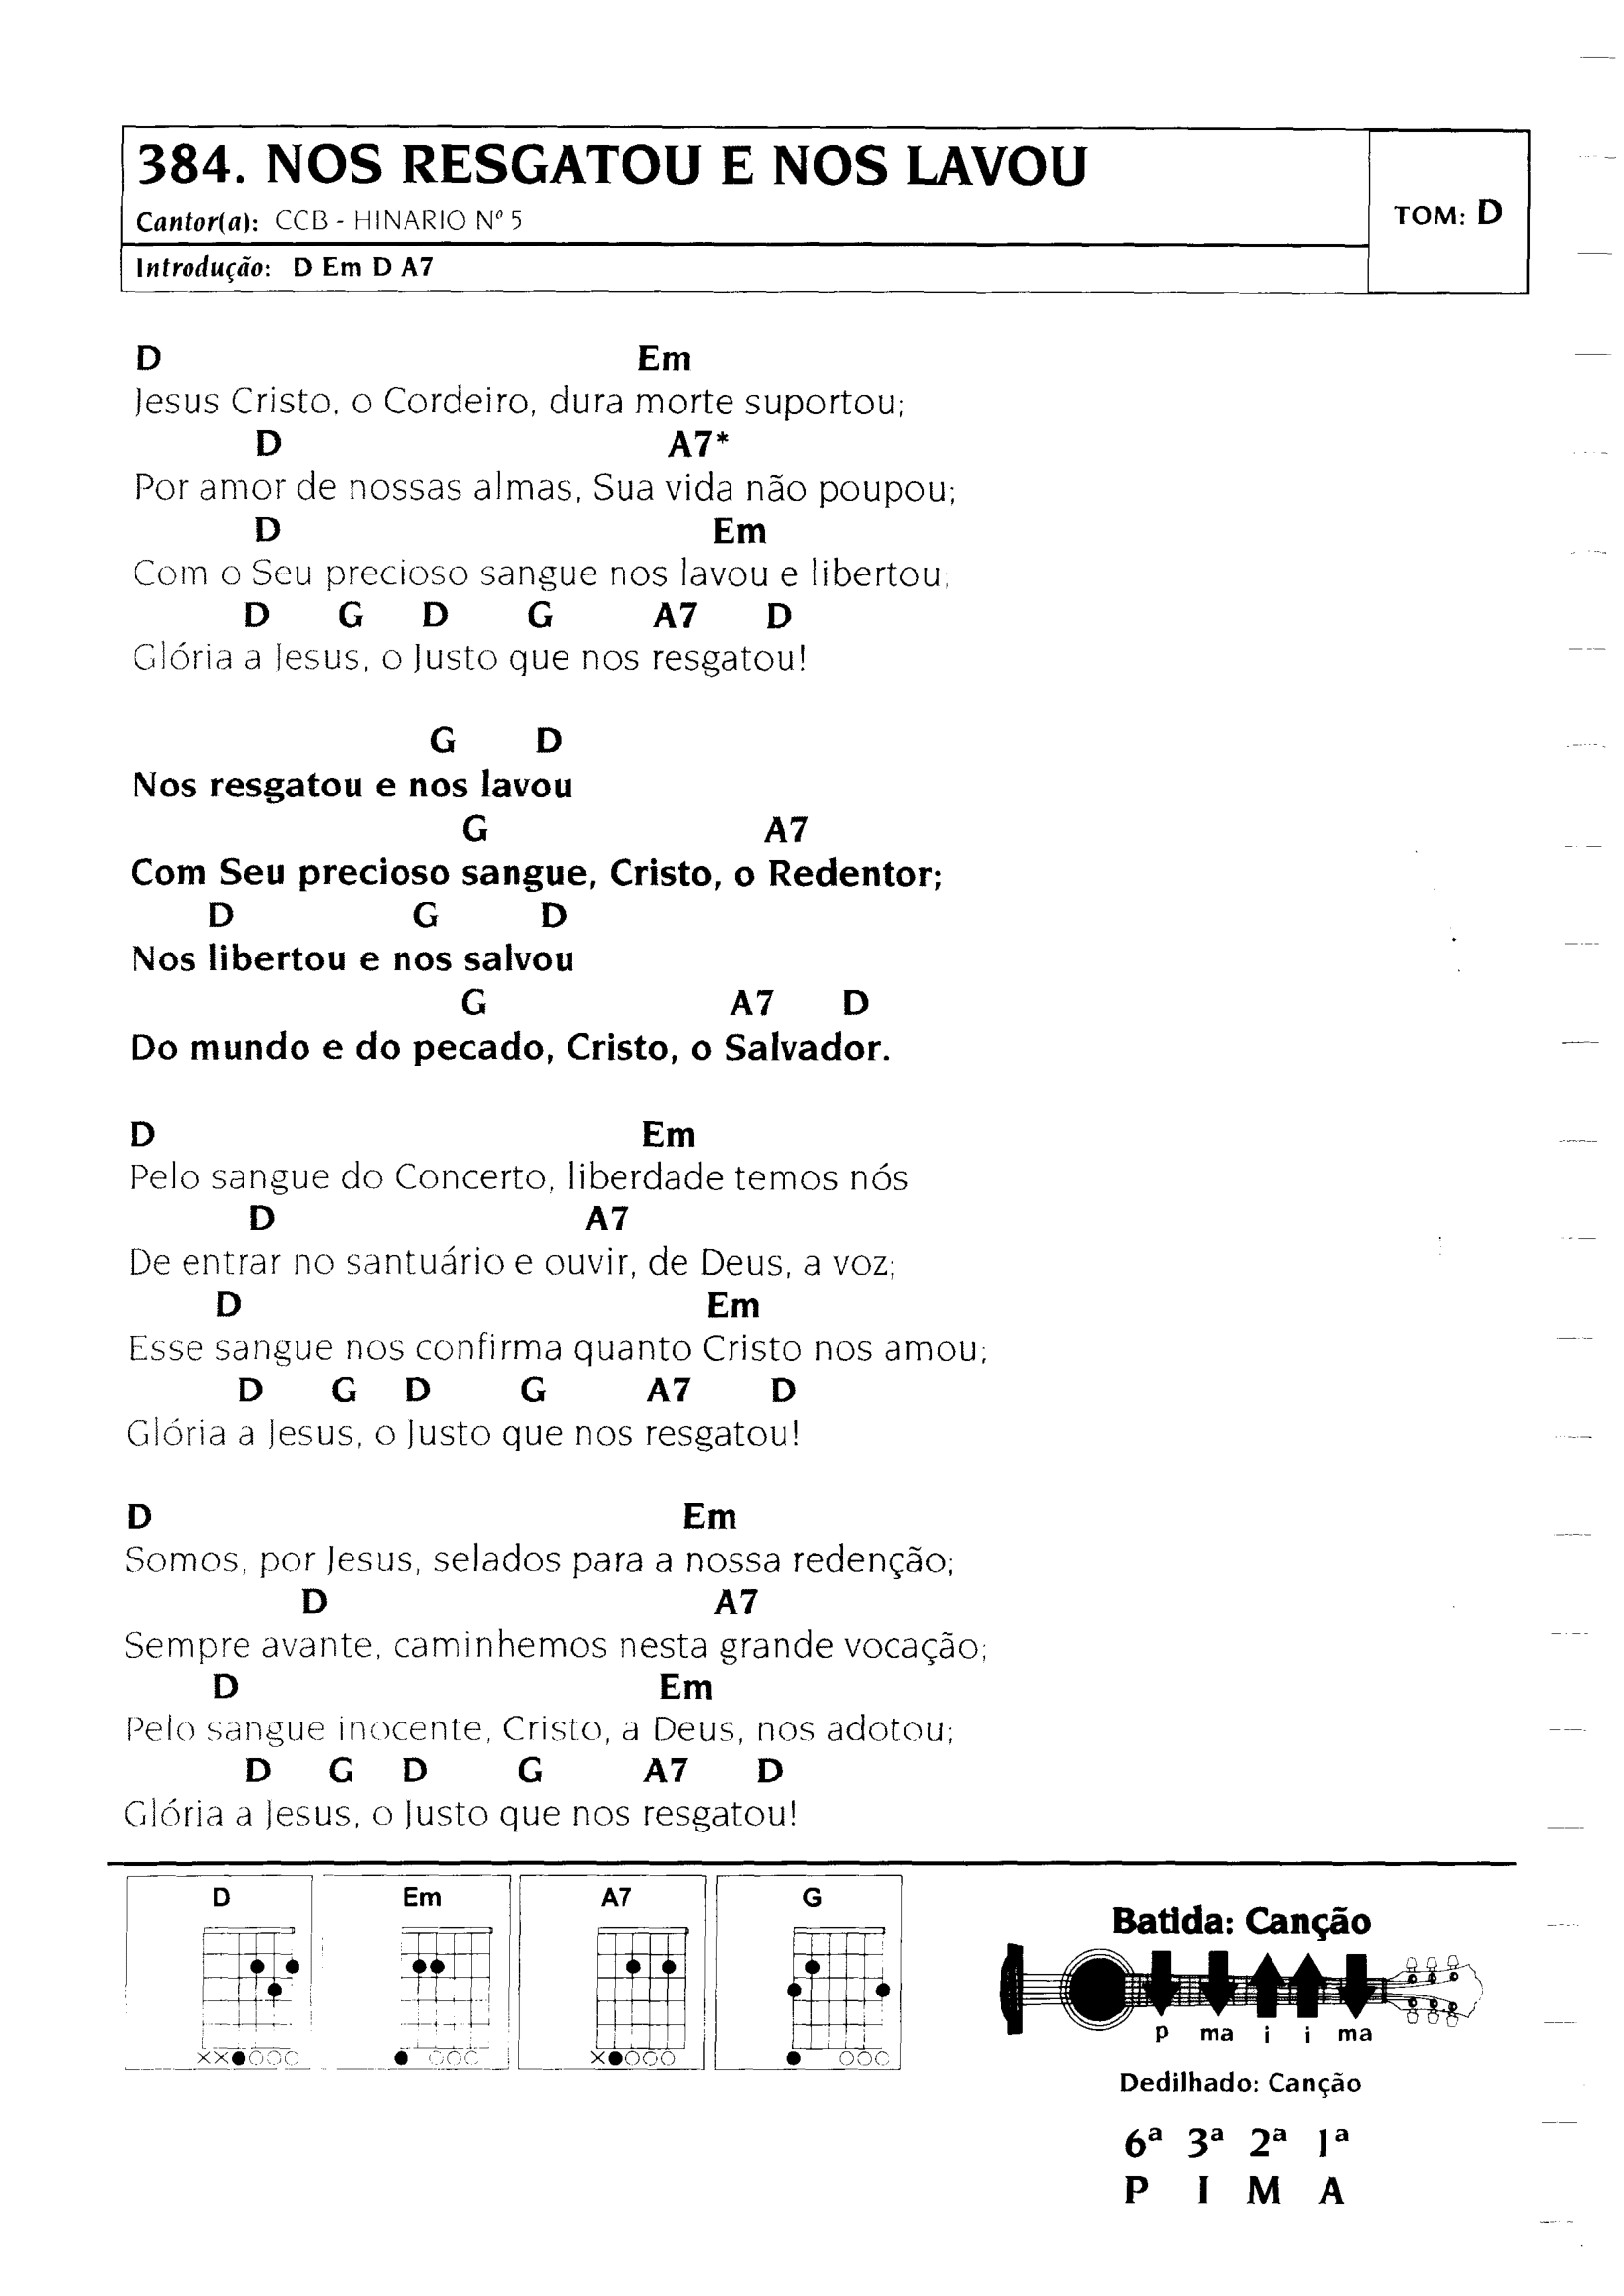 384. NOS RESGATOU E NOS LAVOU
Cantor(a): CCB - HINARIO Nº 5
TOM: D
Introdução: D Em D A7
D Em
Jesus Cristo, o Cordeiro, dura morte suportou;
D A7*
Por amor de nossas almas, Sua vida não poupou;
D Em
Com o Seu precioso sangue nos lavou e libertou;
D G D G A7 D
Glória a Jesus, o Justo que nos resgatou!
G D
Nos resgatou e nos lavou
G A7
Com Seu precioso sangue, Cristo, o Redentor;
D G D
Nos libertou e nos salvou
G A7 D
Do mundo e do pecado, Cristo, o Salvador.
D Em
Pelo sangue do Concerto, liberdade temos nós
D A7
De entrar no santuário e ouvir, de Deus, a voz;
D Em
Esse sangue nos confirma quanto Cristo nos amou;
D G D G A7 D
Glória a Jesus, o Justo que nos resgatou!
D Em
Somos, por Jesus, selados para a nossa redenção;
D A7
Sempre avante, caminhemos nesta grande vocação;
D Em
Pelo sangue inocente, Cristo, a Deus, nos adotou;
D G D G A7 D
Glória a Jesus, o Justo que nos resgatou!
D Em A7 G
Batida: Canção
p ma i i ma
Dedilhado: Canção
6ª 3ª 2ª 1ª
P I M A